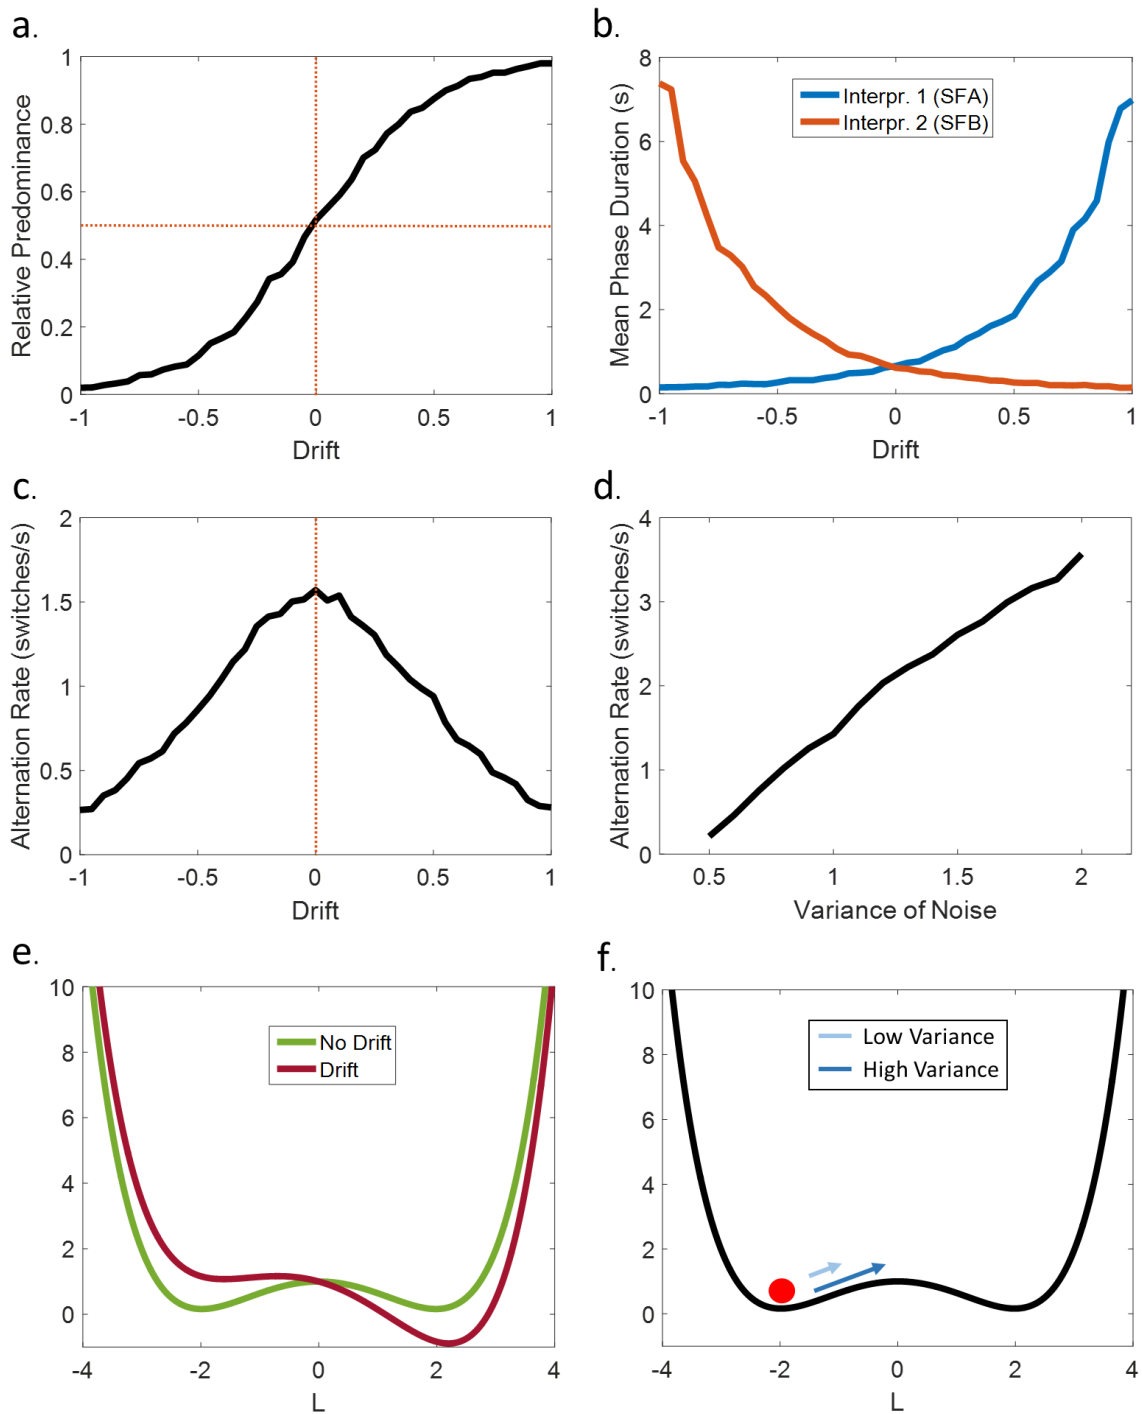 a.
Relative Predominance
1
0.8
0.6
0.4
0.2
0
-1
-0.5
0
0.5
1
Drift
b.
Mean Phase Duration (s)
8
6
4
2
0
Interpr. 1 (SFA)
Interpr. 2 (SFB)
-1
-0.5
0
0.5
1
Drift
c.
Alternation Rate (switches/s)
2
1.5
1
0.5
0
-1
-0.5
0
0.5
1
Drift
d.
Alternation Rate (switches/s)
4
3
2
1
0
0.5
1
1.5
2
Variance of Noise
e.
10
8
6
4
2
0
No Drift
Drift
-4
-2
0
2
4
L
f.
10
8
6
4
2
0
Low Variance
High Variance
-4
-2
0
2
4
L